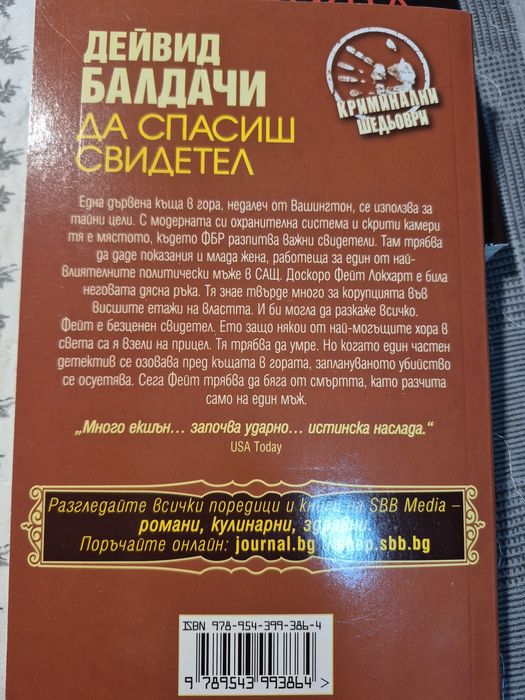 ДЕЙВИД
БАЛДАЧИ
ДА СПАСИШ
СВИДЕТЕЛ
КРИМИНАЛНИ
ШЕДЬОВРИ
Една дървена къща в гора, недалеч от Вашингтон, се използва за
тайни цели. С модерната си охранителна система и скрити камери
тя е мястото, където ФБР разпитва важни свидетели. Там трябва
да даде показания и млада жена, работеща за един от най-
влиятелните политически мъже в САЩ. Доскоро Фейт Локхарт е била
неговата дясна ръка. Тя знае твърде много за корупцията във
висшите етажи на властта. И би могла да разкаже всичко.
Фейт е безценен свидетел. Ето защо някои от най-могъщите хора в
света са я взели на прицел. Тя трябва да умре. Но когато един частен
детектив се озовава пред къщата в гората, запланувано́то убийство
се осуетява. Сега Фейт трябва да бяга от смъртта, като разчита
само на един мъж.
„Много екшън... започва ударно... истинска наслада.“
USA Today
Разгледайте всички поредици и книги на SBB Media –
романи, кулинарни,
Поръчайте онлайн: journal.bg shop.sbb.bg
ISBN 978-954-399-386-4
9 789543 993864